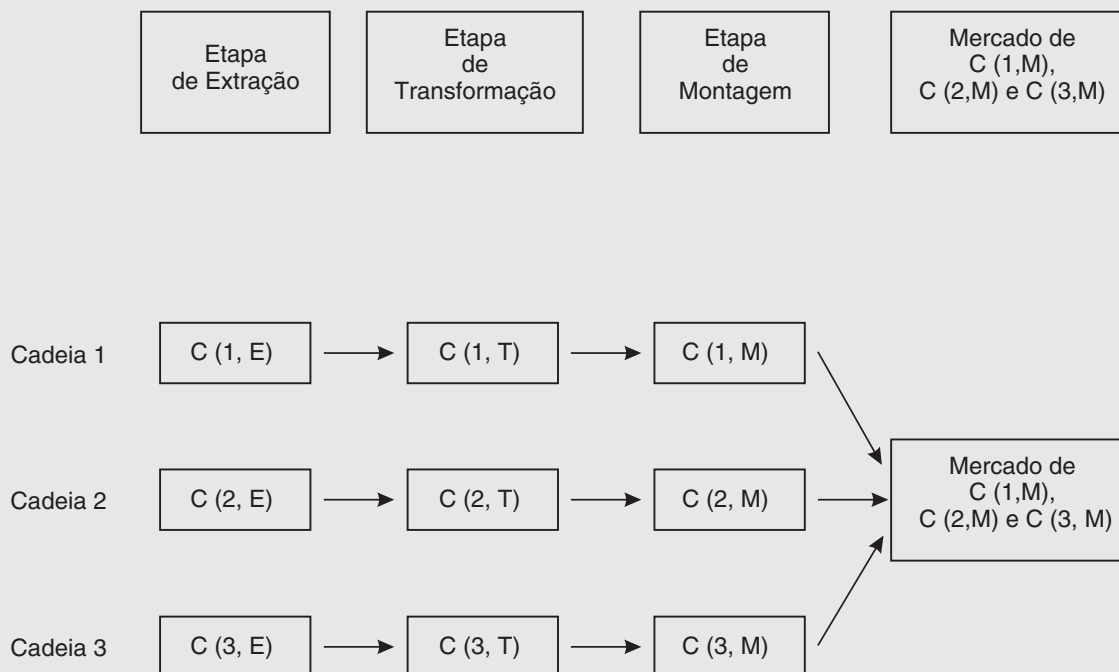 Etapa
de Extração
Etapa
de
Transformação
Etapa
de
Montagem
Mercado de
C (1,M),
C (2,M) e C (3,M)
Cadeia 1
C (1, E)
C (1, T)
C (1, M)
Cadeia 2
C (2, E)
C (2, T)
C (2, M)
Mercado de
C (1,M),
C (2,M) e C (3, M)
Cadeia 3
C (3, E)
C (3, T)
C (3, M)